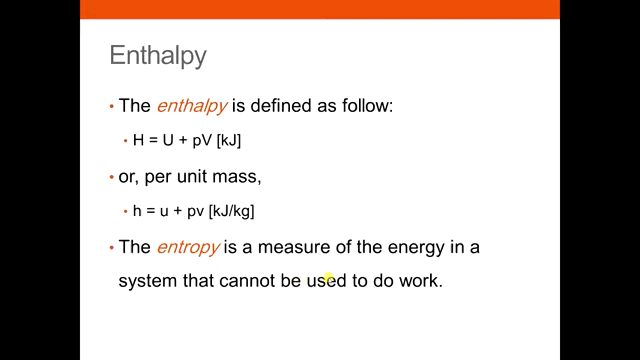 Enthalpy
• The enthalpy is defined as follow:
• H = U + pV [kJ]
• or, per unit mass,
• h = u + pv [kJ/kg]
• The entropy is a measure of the energy in a
system that cannot be used to do work.